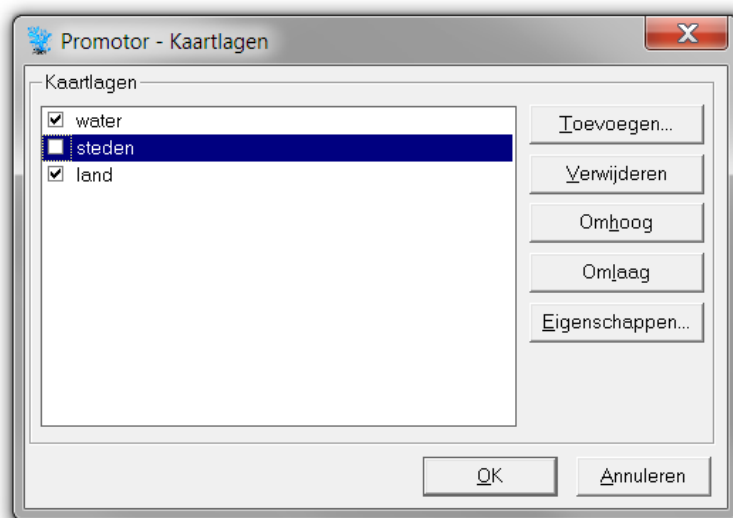 Promotor - Kaartlagen
Kaartlagen
water
steden
land
Toevoegen...
Verwijderen
Omhoog
Omlaag
Eigenschappen...
OK
Annuleren